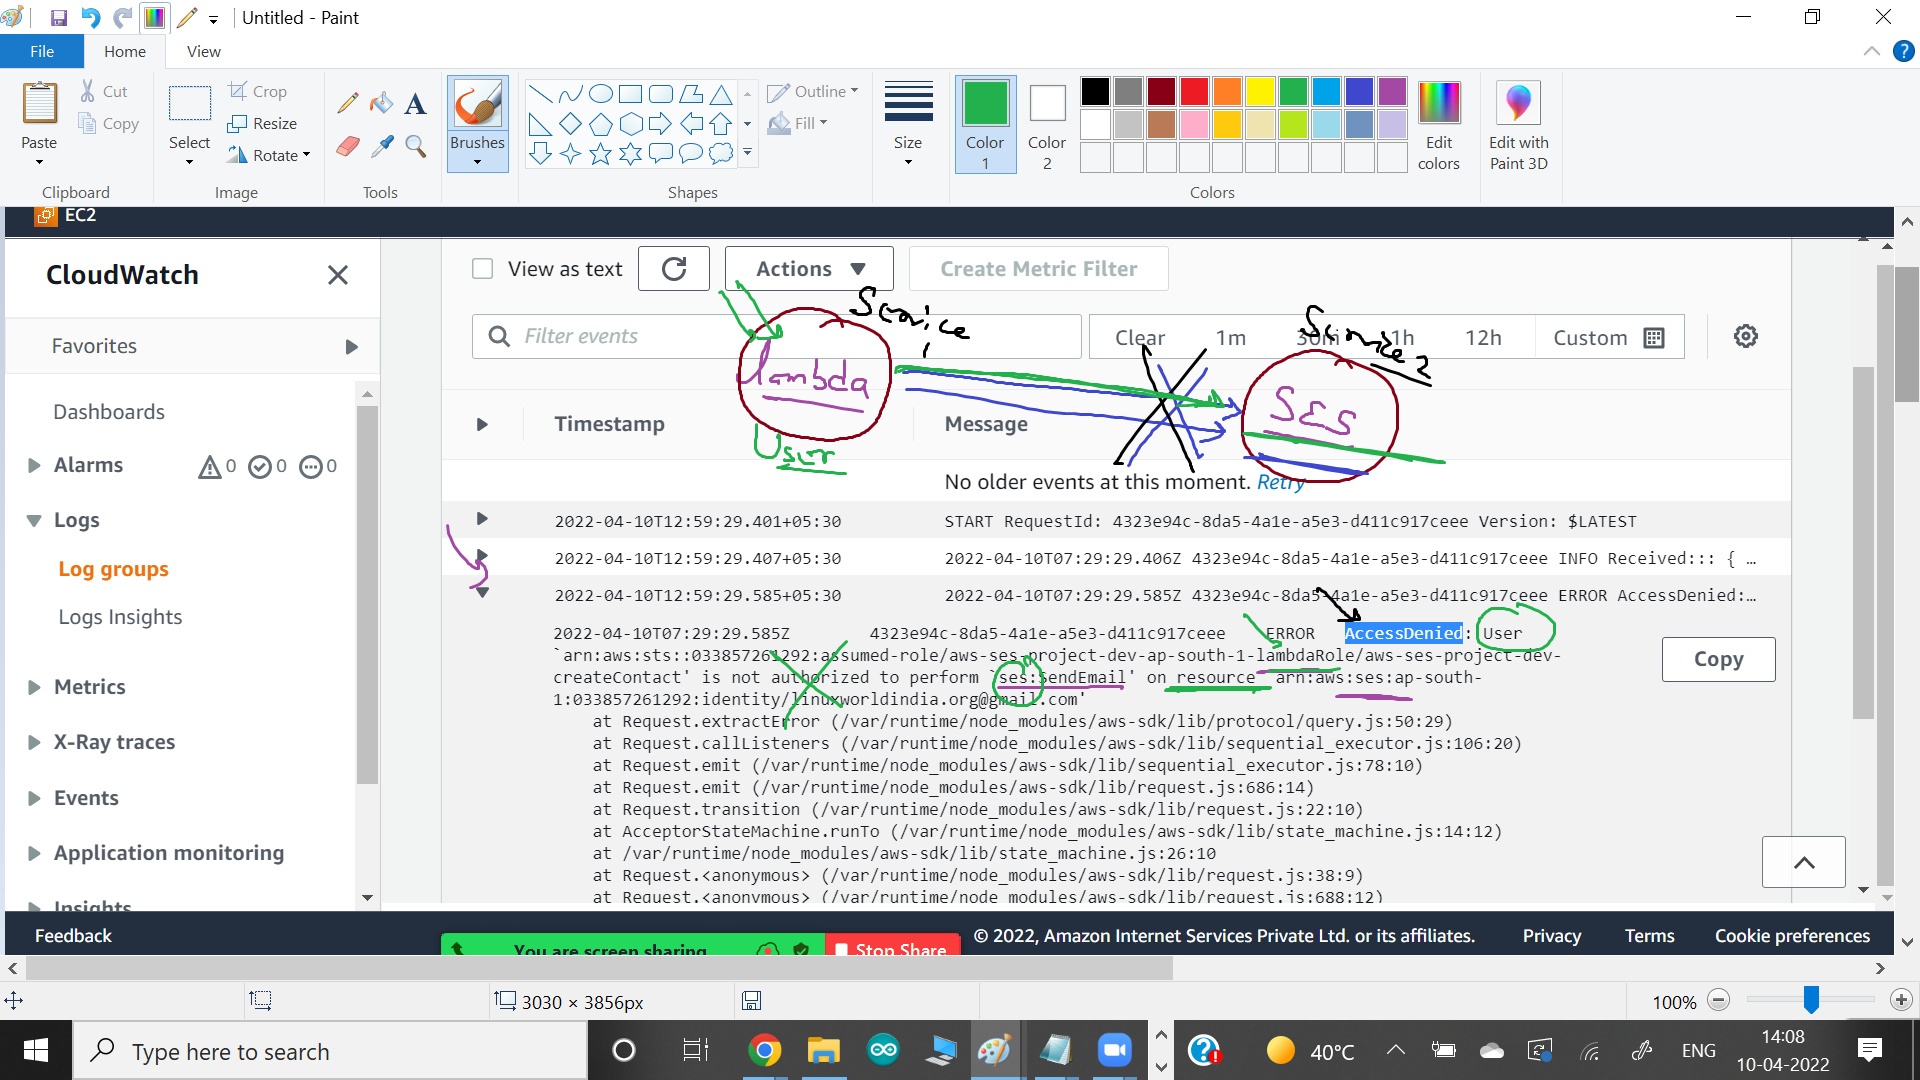 Untitled - Paint
File Home View
Paste
Cut
Copy
Clipboard
Select
Crop
Resize
Rotate
Image
Tools
Brushes
Outline
Fill
Shapes
Size
Color 1
Color 2
Edit colors
Colors
Edit with Paint 3D
EC2
CloudWatch
Favorites
Dashboards
Alarms 0 0 0
Logs
Log groups
Logs Insights
Metrics
X-Ray traces
Events
Application monitoring
Insights
View as text
Actions
Create Metric Filter
Filter events
Clear 1m 30m 1h 12h Custom
Service 1
Service 2
lambda
SES
User
Timestamp Message
No older events at this moment. Retry
2022-04-10T12:59:29.401+05:30 START RequestId: 4323e94c-8da5-4a1e-a5e3-d411c917ceee Version: $LATEST
2022-04-10T12:59:29.407+05:30 2022-04-10T07:29:29.406Z 4323e94c-8da5-4a1e-a5e3-d411c917ceee INFO Received::: { …
2022-04-10T12:59:29.585+05:30 2022-04-10T07:29:29.585Z 4323e94c-8da5-4a1e-a5e3-d411c917ceee ERROR AccessDenied:…
2022-04-10T07:29:29.585Z 4323e94c-8da5-4a1e-a5e3-d411c917ceee ERROR AccessDenied: User
`arn:aws:sts::033857261292:assumed-role/aws-ses-project-dev-ap-south-1-lambdaRole/aws-ses-project-dev-
createContact' is not authorized to perform `ses:SendEmail' on resource `arn:aws:ses:ap-south-
1:033857261292:identity/linuxworldindia.org@gmail.com'
at Request.extractError (/var/runtime/node_modules/aws-sdk/lib/protocol/query.js:50:29)
at Request.callListeners (/var/runtime/node_modules/aws-sdk/lib/sequential_executor.js:106:20)
at Request.emit (/var/runtime/node_modules/aws-sdk/lib/sequential_executor.js:78:10)
at Request.emit (/var/runtime/node_modules/aws-sdk/lib/request.js:686:14)
at Request.transition (/var/runtime/node_modules/aws-sdk/lib/request.js:22:10)
at AcceptorStateMachine.runTo (/var/runtime/node_modules/aws-sdk/lib/state_machine.js:14:12)
at /var/runtime/node_modules/aws-sdk/lib/state_machine.js:26:10
at Request.<anonymous> (/var/runtime/node_modules/aws-sdk/lib/request.js:38:9)
at Request.<anonymous> (/var/runtime/node_modules/aws-sdk/lib/request.js:688:12)
Copy
Feedback
You are screen sharing
Stop Share
© 2022, Amazon Internet Services Private Ltd. or its affiliates. Privacy Terms Cookie preferences
3030 × 3856px
100%
Type here to search
40°C
ENG
14:08
10-04-2022